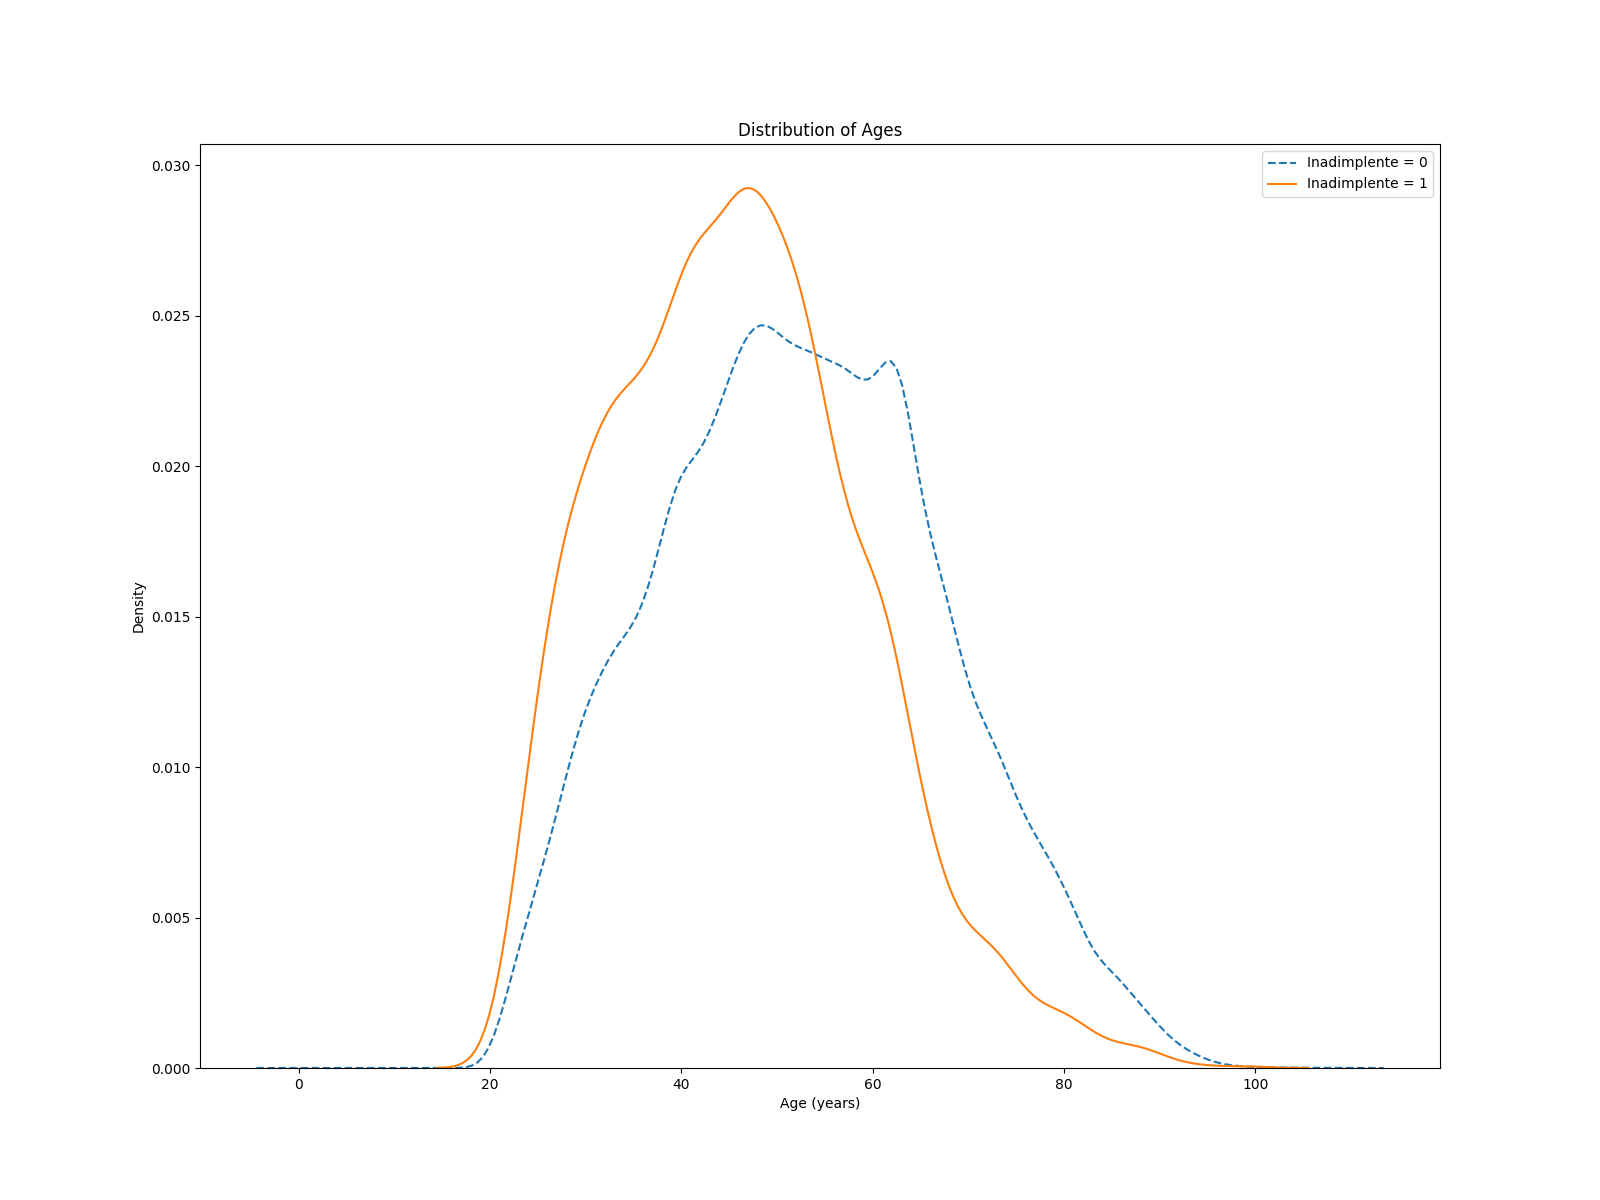 Distribution of Ages
Inadimplente = 0
Inadimplente = 1
0.030
0.025
0.020
0.015
0.010
0.005
0.000
Density
0 20 40 60 80 100
Age (years)